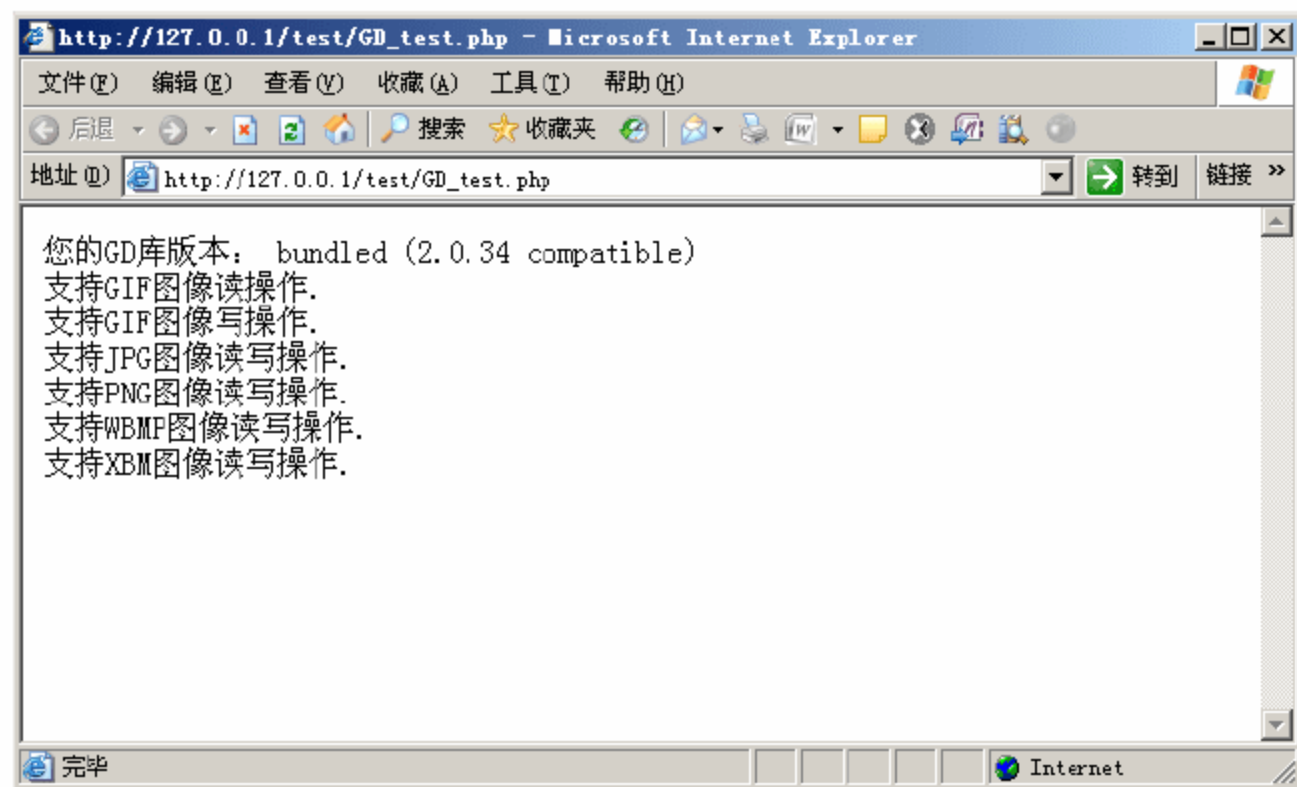 http://127.0.0.1/test/GD_test.php - Microsoft Internet Explorer
文件(F) 编辑(E) 查看(V) 收藏(A) 工具(T) 帮助(H)
后退 搜索 收藏夹
地址(D) http://127.0.0.1/test/GD_test.php 转到 链接 »
您的GD库版本： bundled (2.0.34 compatible)
支持GIF图像读操作.
支持GIF图像写操作.
支持JPG图像读写操作.
支持PNG图像读写操作.
支持WBMP图像读写操作.
支持XBM图像读写操作.
完毕 Internet